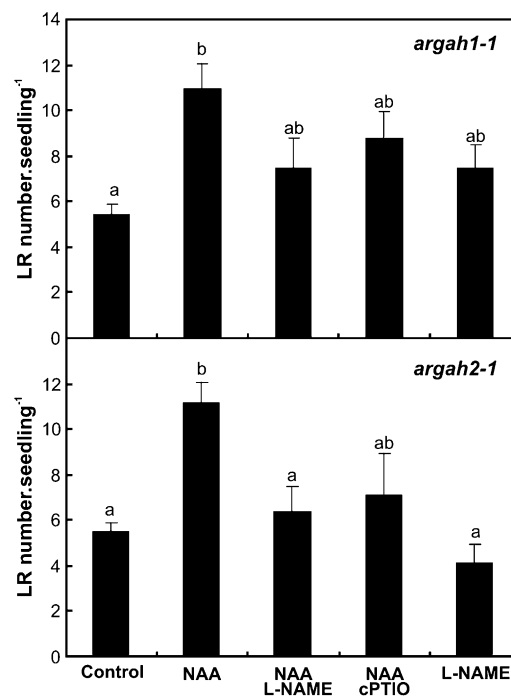 14
argah1-1
12
10
8
6
4
2
0
LR number.seedling-1
a
b
ab
ab
ab
argah2-1
12
10
8
6
4
2
0
LR number.seedling-1
a
b
a
ab
a
Control
NAA
NAA
L-NAME
NAA
cPTIO
L-NAME